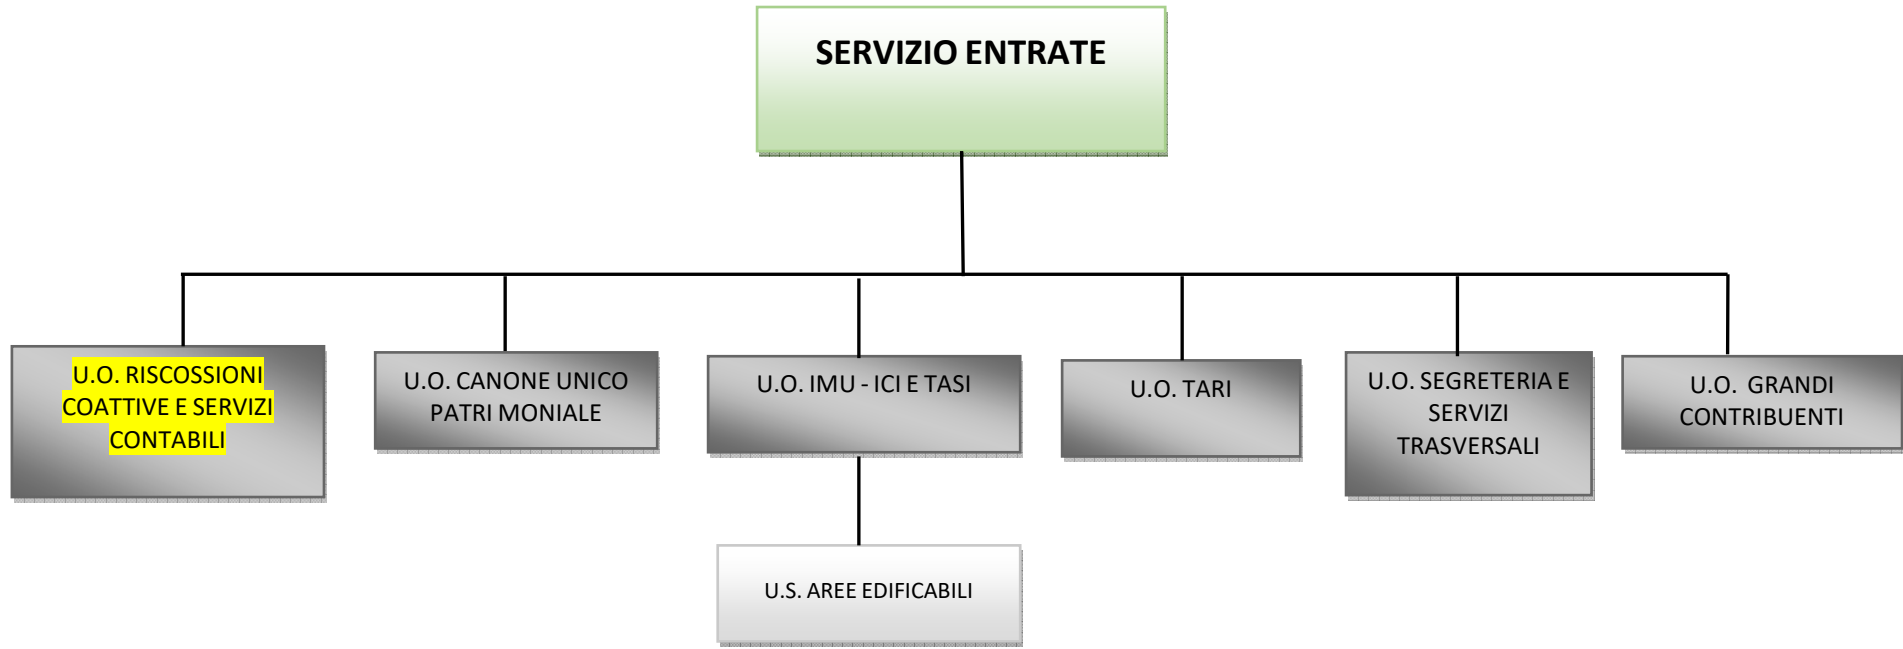 SERVIZIO ENTRATE
U.O. RISCOSSIONI
COATTIVE E SERVIZI
CONTABILI
U.O. CANONE UNICO
PATRI MONIALE
U.O. IMU - ICI E TASI
U.O. TARI
U.O. SEGRETERIA E
SERVIZI
TRASVERSALI
U.O. GRANDI
CONTRIBUENTI
U.S. AREE EDIFICABILI